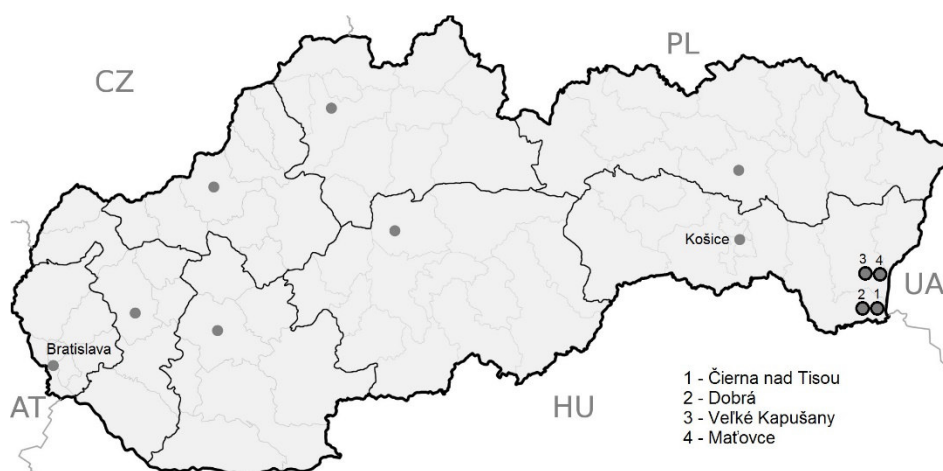 PL
CZ
Košice
3 4
UA
2 1
Bratislava
AT
HU
1 - Čierna nad Tisou
2 - Dobrá
3 - Veľké Kapušany
4 - Maťovce